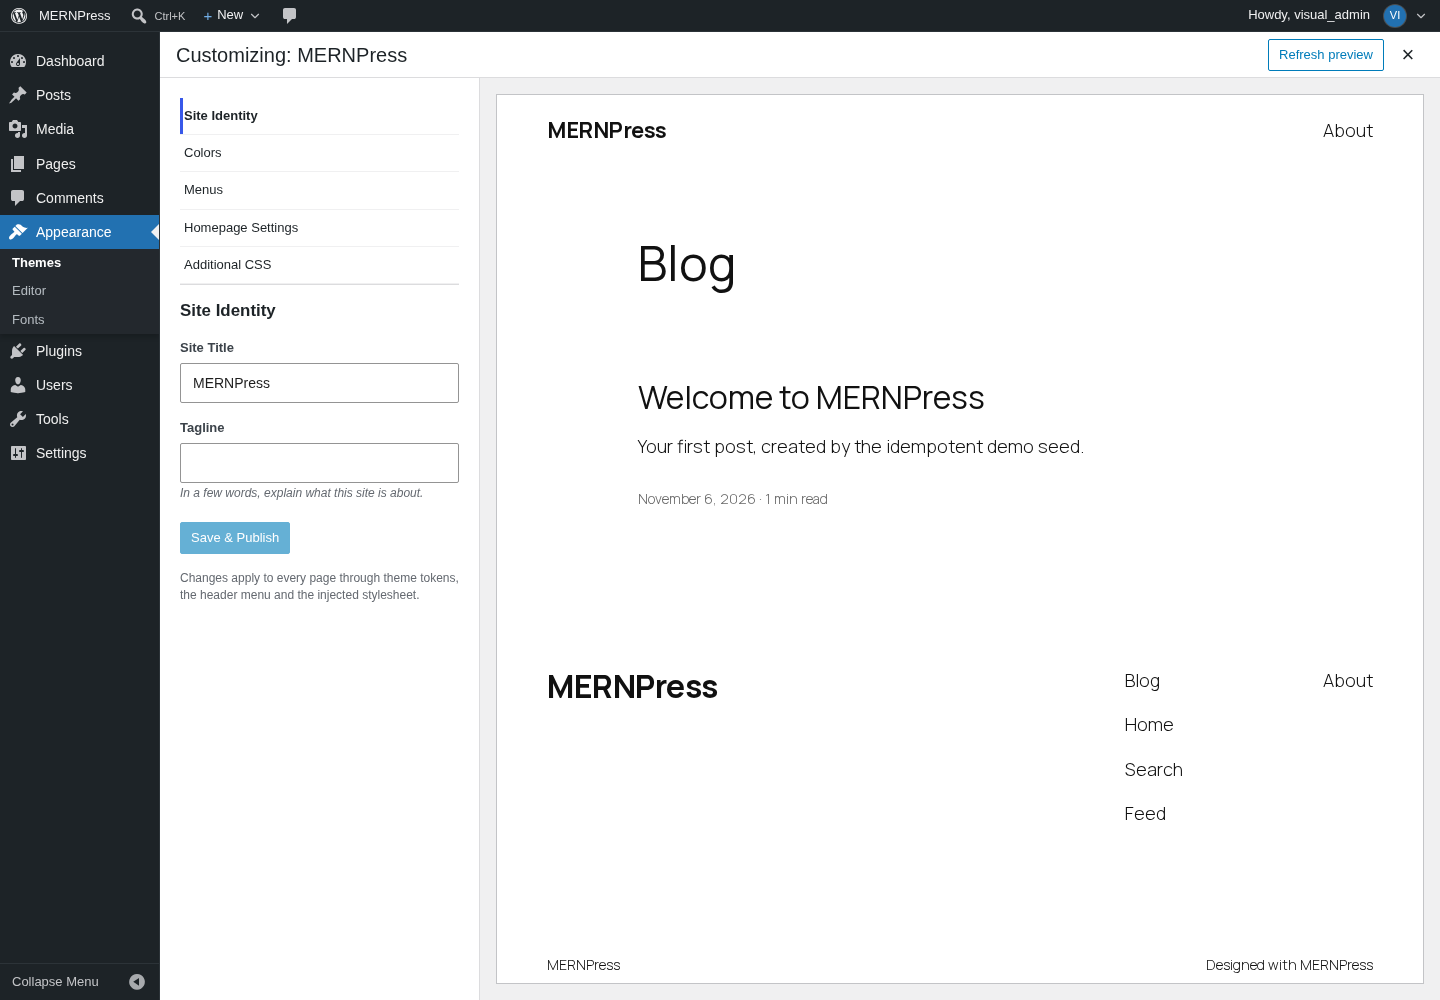 MERNPress
Ctrl+K
+ New
Howdy, visual_admin
VI
Dashboard
Posts
Media
Pages
Comments
Appearance
Themes
Editor
Fonts
Plugins
Users
Tools
Settings
Collapse Menu
Customizing: MERNPress
Refresh preview
×
Site Identity
Colors
Menus
Homepage Settings
Additional CSS
Site Identity
Site Title
MERNPress
Tagline
In a few words, explain what this site is about.
Save & Publish
Changes apply to every page through theme tokens,
the header menu and the injected stylesheet.
MERNPress
About
Blog
Welcome to MERNPress
Your first post, created by the idempotent demo seed.
November 6, 2026 · 1 min read
MERNPress
Blog
About
Home
Search
Feed
MERNPress
Designed with MERNPress